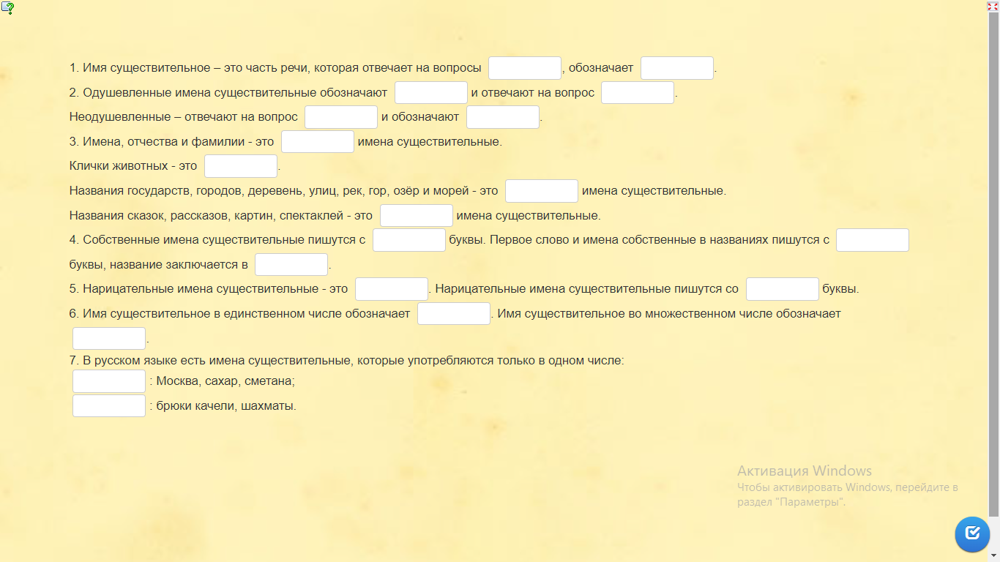 1. Имя существительное – это часть речи, которая отвечает на вопросы , обозначает .
2. Одушевленные имена существительные обозначают и отвечают на вопрос .
Неодушевленные – отвечают на вопрос и обозначают .
3. Имена, отчества и фамилии - это имена существительные.
Клички животных - это .
Названия государств, городов, деревень, улиц, рек, гор, озёр и морей - это имена существительные.
Названия сказок, рассказов, картин, спектаклей - это имена существительные.
4. Собственные имена существительные пишутся с буквы. Первое слово и имена собственные в названиях пишутся с
буквы, название заключается в .
5. Нарицательные имена существительные - это . Нарицательные имена существительные пишутся со буквы.
6. Имя существительное в единственном числе обозначает . Имя существительное во множественном числе обозначает
.
7. В русском языке есть имена существительные, которые употребляются только в одном числе:
: Москва, сахар, сметана;
: брюки качели, шахматы.
Активация Windows
Чтобы активировать Windows, перейдите в
раздел "Параметры".